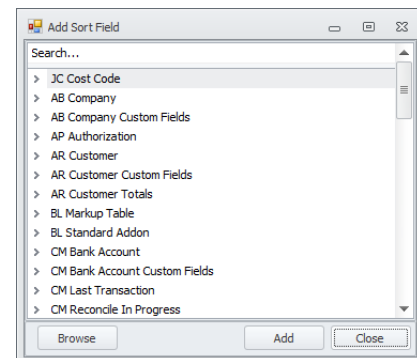 Add Sort Field
Search...
JC Cost Code
AB Company
AB Company Custom Fields
AP Authorization
AR Customer
AR Customer Custom Fields
AR Customer Totals
BL Markup Table
BL Standard Addon
CM Bank Account
CM Bank Account Custom Fields
CM Last Transaction
CM Reconcile In Progress
Browse Add Close